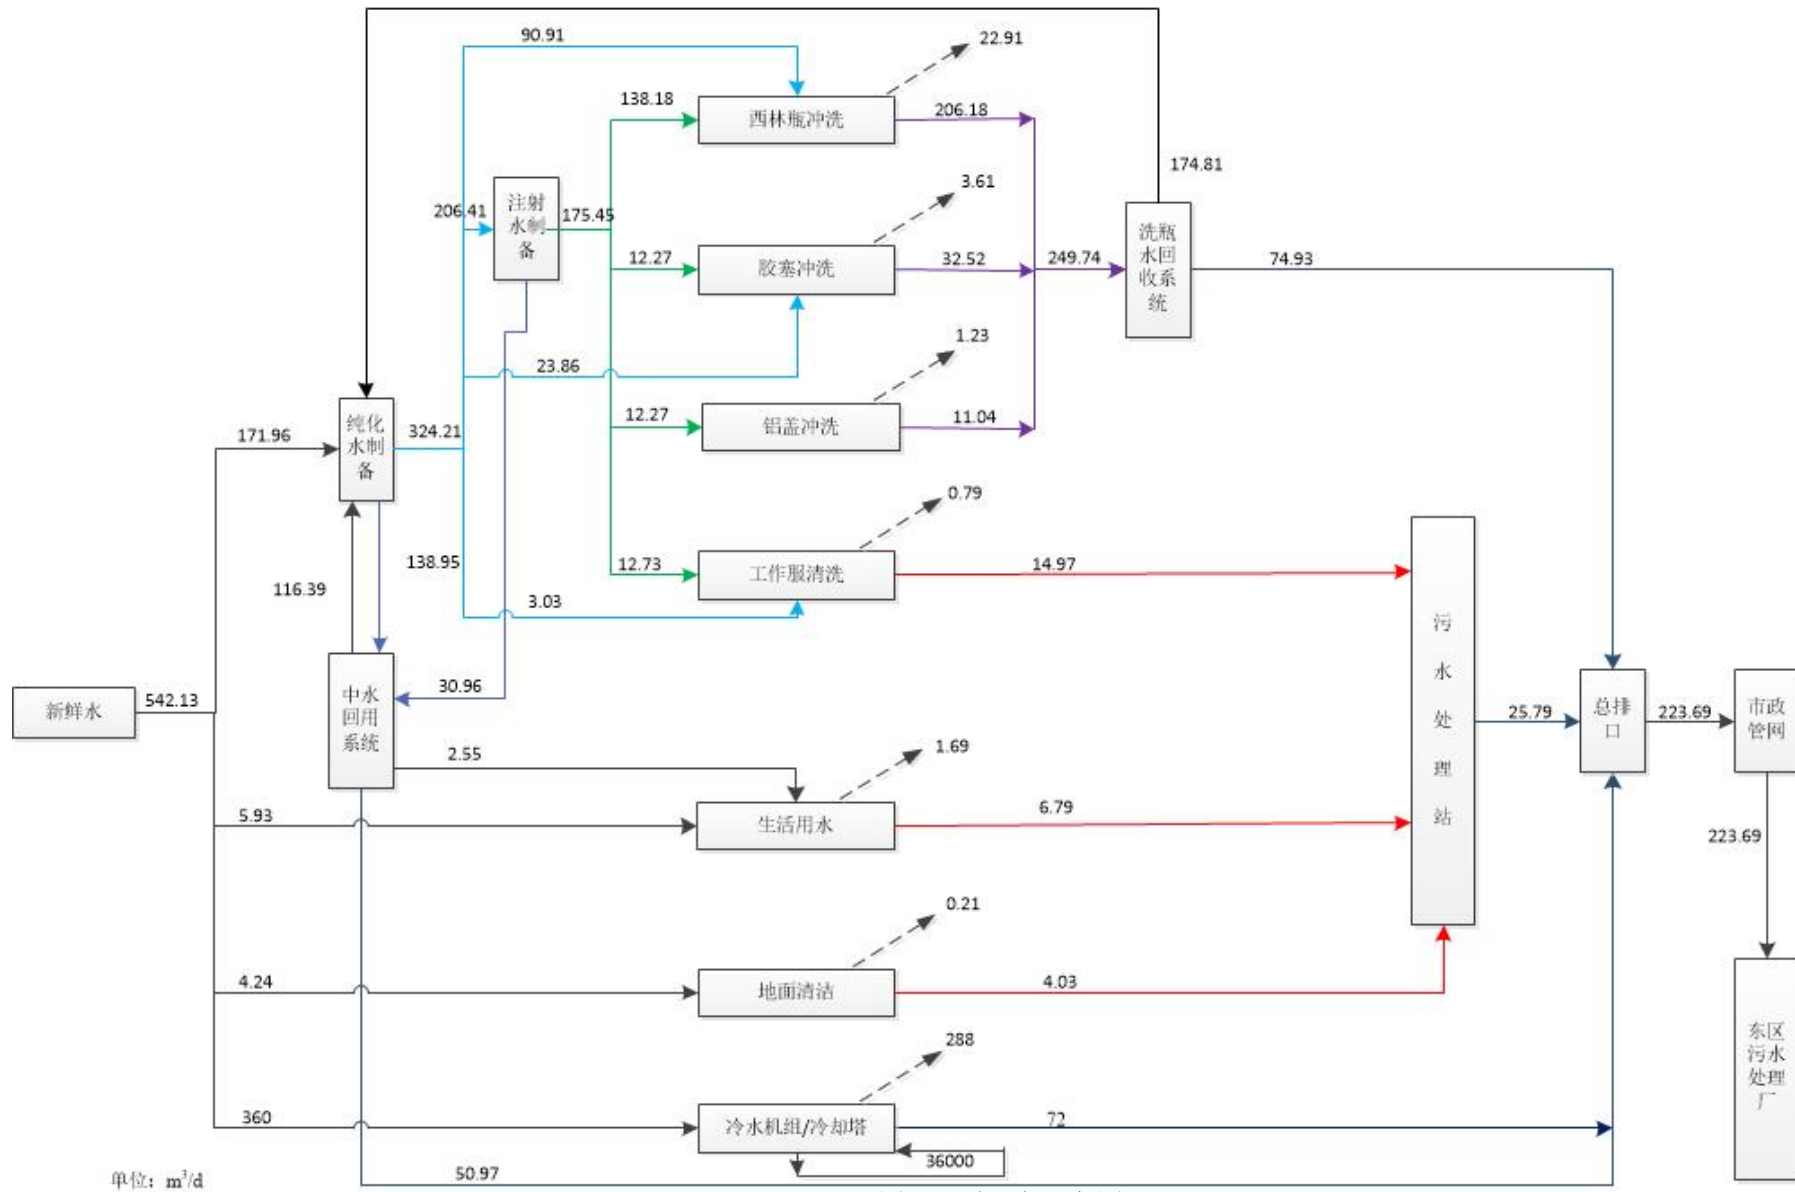 90.91
22.91
138.18
西林瓶冲洗
206.18
174.81
3.61
注射
水制
备
206.41
175.45
洗瓶
水回
收系
统
12.27
胶塞冲洗
32.52
249.74
74.93
1.23
23.86
12.27
铝盖冲洗
11.04
纯化
水制
备
171.96
324.21
0.79
138.95
12.73
工作服清洗
14.97
116.39
3.03
污
水
处
理
站
30.96
中水
回用
系统
新鲜水
542.13
25.79
总排
口
223.69
市政
管网
2.55
1.69
5.93
生活用水
6.79
223.69
0.21
4.24
地面清洁
4.03
东区
污水
处理
厂
288
360
冷水机组/冷却塔
72
36000
50.97
单位：m³/d